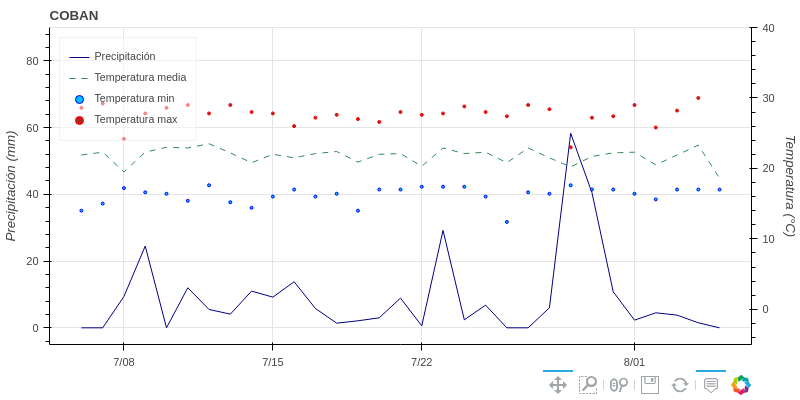 COBAN
Precipitación
Temperatura media
Temperatura min
Temperatura max
Precipitación (mm)
80
60
40
20
0
Temperatura (°C)
40
30
20
10
0
7/08
7/15
7/22
8/01